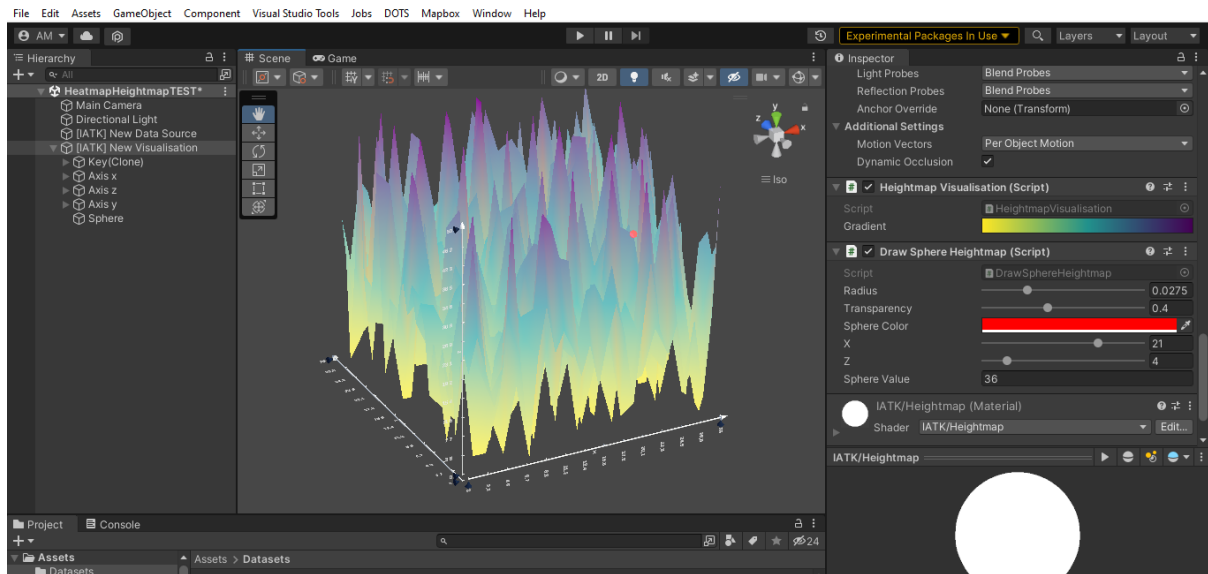 File Edit Assets GameObject Component Visual Studio Tools Jobs DOTS Mapbox Window Help
AM
Experimental Packages In Use
Layers
Layout
Hierarchy
All
HeatmapHeightmapTEST*
Main Camera
Directional Light
[IATK] New Data Source
[IATK] New Visualisation
Key(Clone)
Axis x
Axis z
Axis y
Sphere
Scene
Game
2D
y
z
x
Iso
Inspector
Light Probes Blend Probes
Reflection Probes Blend Probes
Anchor Override None (Transform)
Additional Settings
Motion Vectors Per Object Motion
Dynamic Occlusion
# Heightmap Visualisation (Script)
Script HeightmapVisualisation
Gradient
# Draw Sphere Heightmap (Script)
Script DrawSphereHeightmap
Radius 0.0275
Transparency 0.4
Sphere Color
X 21
Z 4
Sphere Value 36
IATK/Heightmap (Material)
Shader IATK/Heightmap Edit...
IATK/Heightmap
Project
Console
24
Assets
Datasets
Assets > Datasets